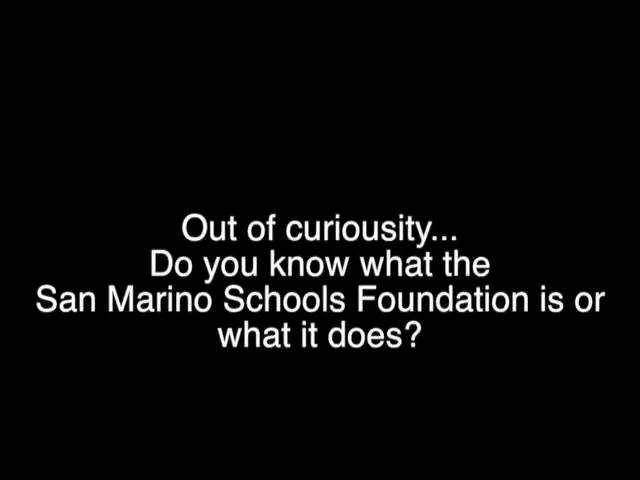 Out of curiousity...
Do you know what the
San Marino Schools Foundation is or
what it does?